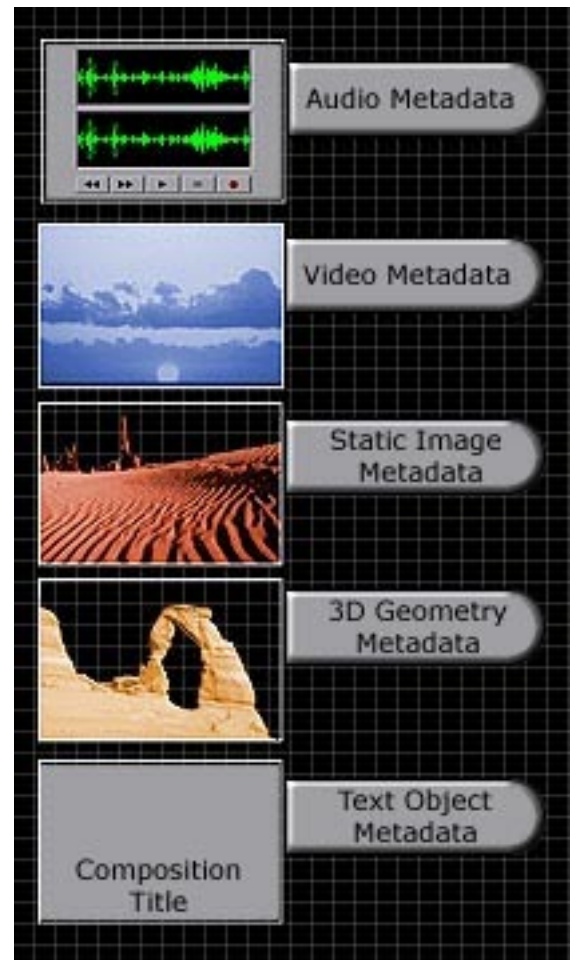 Audio Metadata
Video Metadata
Static Image
Metadata
3D Geometry
Metadata
Text Object
Metadata
Composition
Title